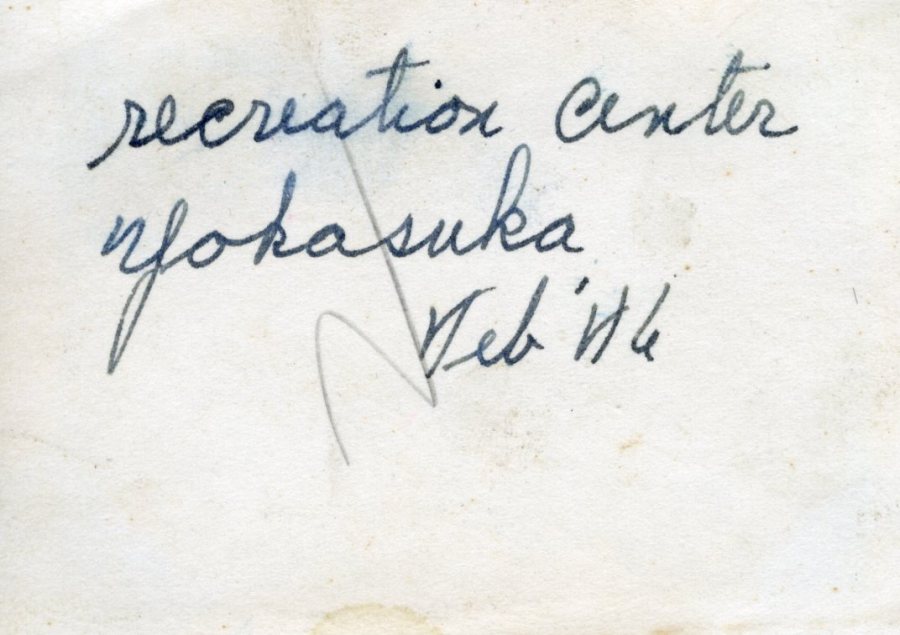 recreation center
Yokasuka
Feb '46